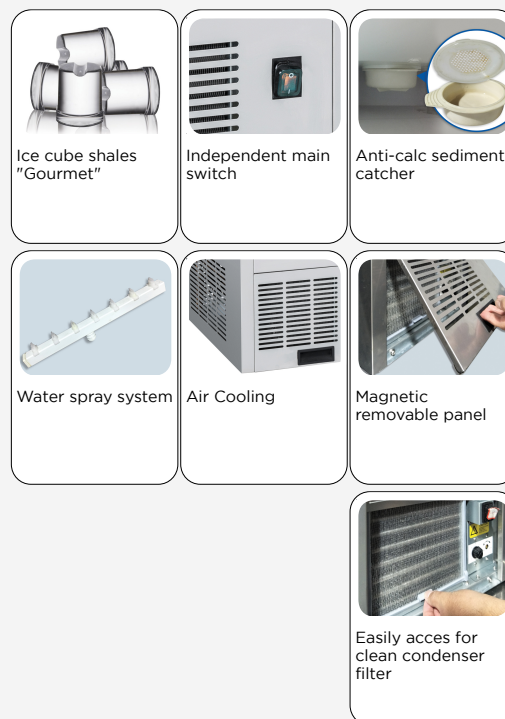 Ice cube shales
"Gourmet"
Independent main
switch
Anti-calc sediment
catcher
Water spray system
Air Cooling
Magnetic
removable panel
Easily acces for
clean condenser
filter